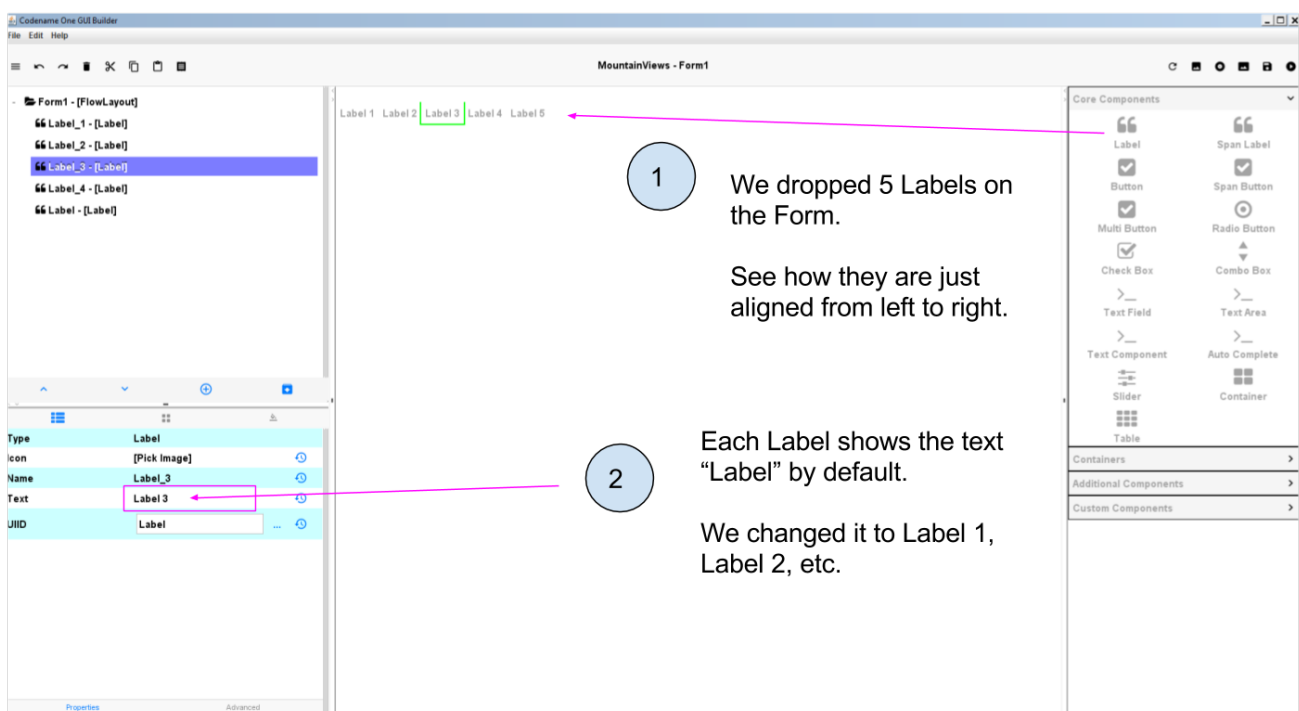 Codename One GUI Builder
File Edit Help
MountainViews - Form1
Form1 - [FlowLayout]
Label_1 - [Label]
Label_2 - [Label]
Label_3 - [Label]
Label_4 - [Label]
Label - [Label]
Type Label
Icon [Pick Image]
Name Label_3
Text Label 3
UIID Label ...
Properties Advanced
Label 1 Label 2 Label 3 Label 4 Label 5
1
We dropped 5 Labels on
the Form.
See how they are just
aligned from left to right.
2
Each Label shows the text
“Label” by default.
We changed it to Label 1,
Label 2, etc.
Core Components
Label Span Label
Button Span Button
Multi Button Radio Button
Check Box Combo Box
Text Field Text Area
Text Component Auto Complete
Slider Container
Table
Containers
Additional Components
Custom Components